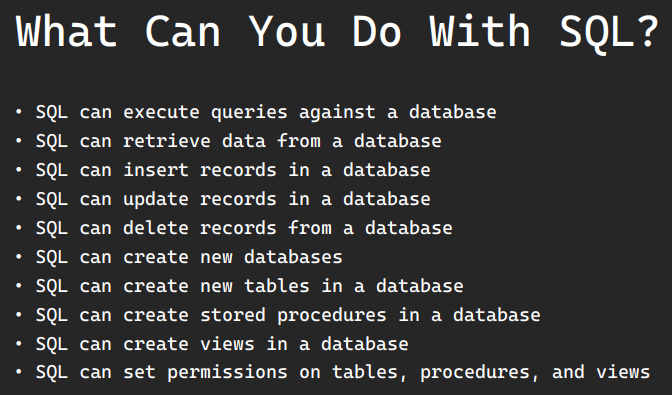 What Can You Do With SQL?
• SQL can execute queries against a database
• SQL can retrieve data from a database
• SQL can insert records in a database
• SQL can update records in a database
• SQL can delete records from a database
• SQL can create new databases
• SQL can create new tables in a database
• SQL can create stored procedures in a database
• SQL can create views in a database
• SQL can set permissions on tables, procedures, and views